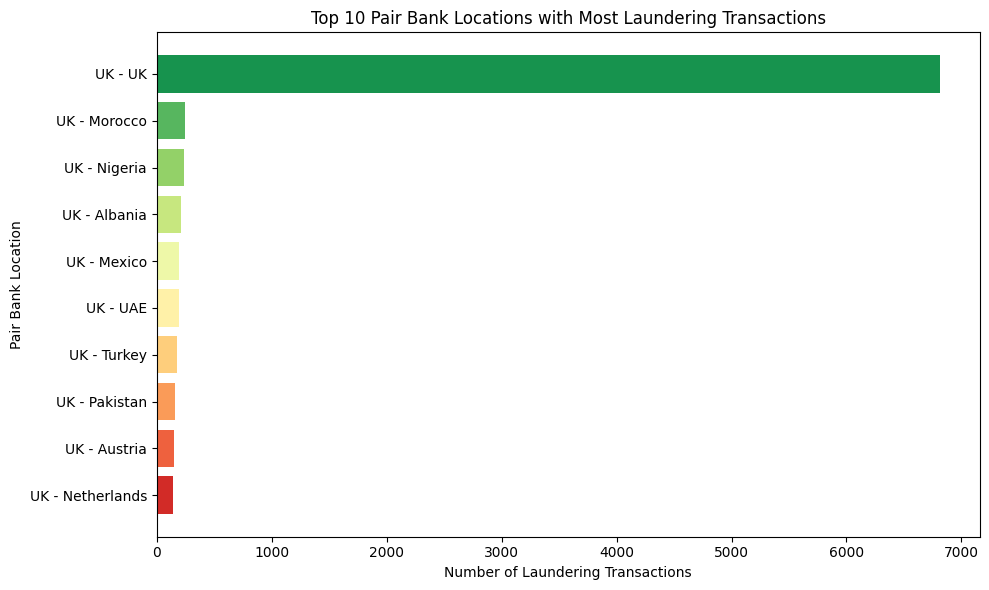 Top 10 Pair Bank Locations with Most Laundering Transactions
Pair Bank Location
UK - UK
UK - Morocco
UK - Nigeria
UK - Albania
UK - Mexico
UK - UAE
UK - Turkey
UK - Pakistan
UK - Austria
UK - Netherlands
0 1000 2000 3000 4000 5000 6000 7000
Number of Laundering Transactions